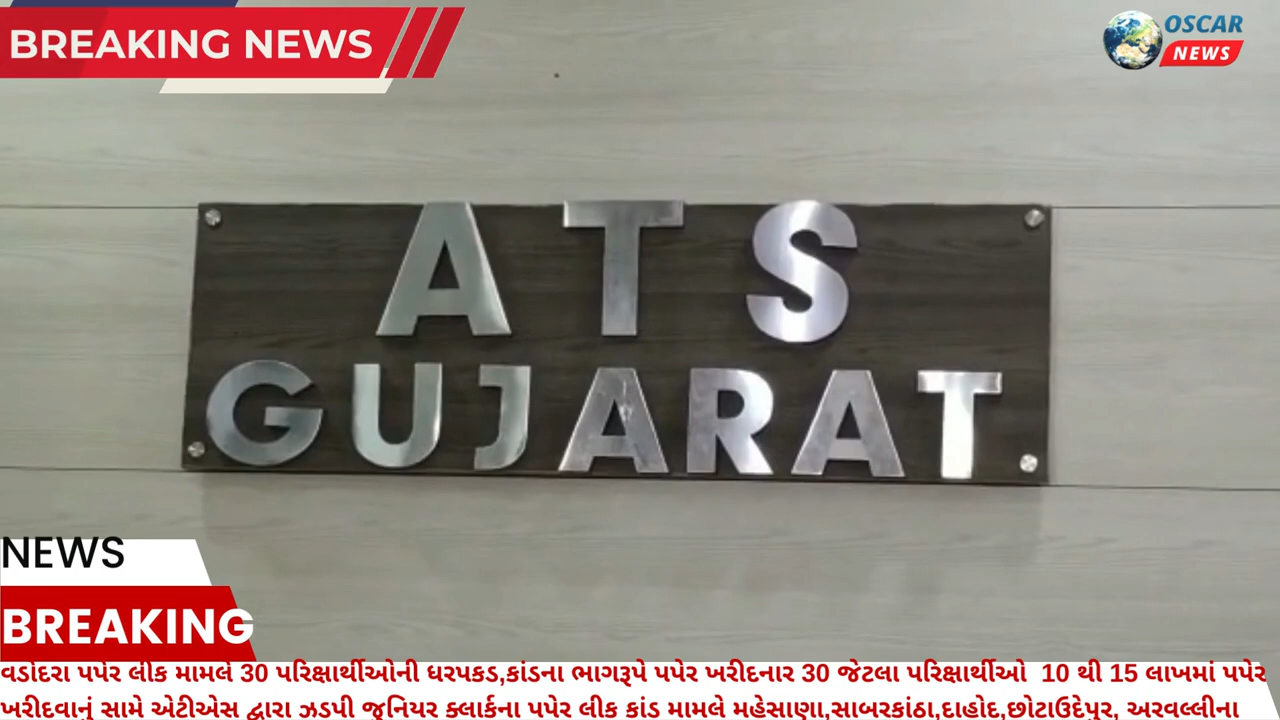 BREAKING NEWS
OSCAR
NEWS
A T S
GUJARAT
NEWS
BREAKING
વડોદરા પપેર લીક મામલે 30 પરિક્ષાર્થીઓની ધરપકડ,કાંડના ભાગરૂપે પપેર ખરીદનાર 30 જેટલા પરિક્ષાર્થીઓ 10 થી 15 લાખમાં પપેર
ખરીદવાનું સામે એટીએસ દ્વારા ઝડપી જુનિયર ક્લાર્કના પપેર લીક કાંડ મામલે મહેસાણા,સાબરકાંઠા,દાહોદ,છોટાઉદેપુર, અરવલ્લીના